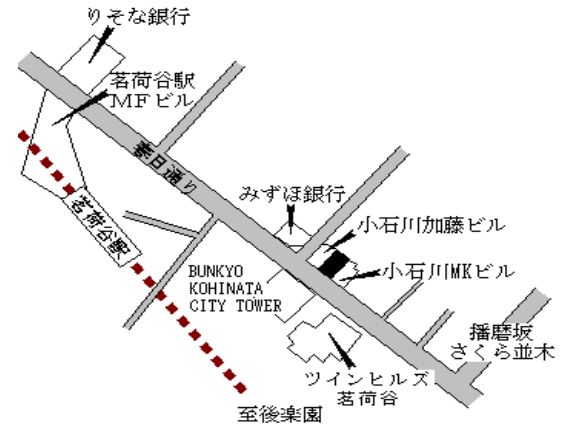 りそな銀行
茗荷谷駅
MFビル
春日通り
みずほ銀行
小石川加藤ビル
茗荷谷駅
BUNKYO
KOHINATA
CITY TOWER
小石川MKビル
播磨坂
さくら並木
ツインヒルズ
茗荷谷
至後楽園